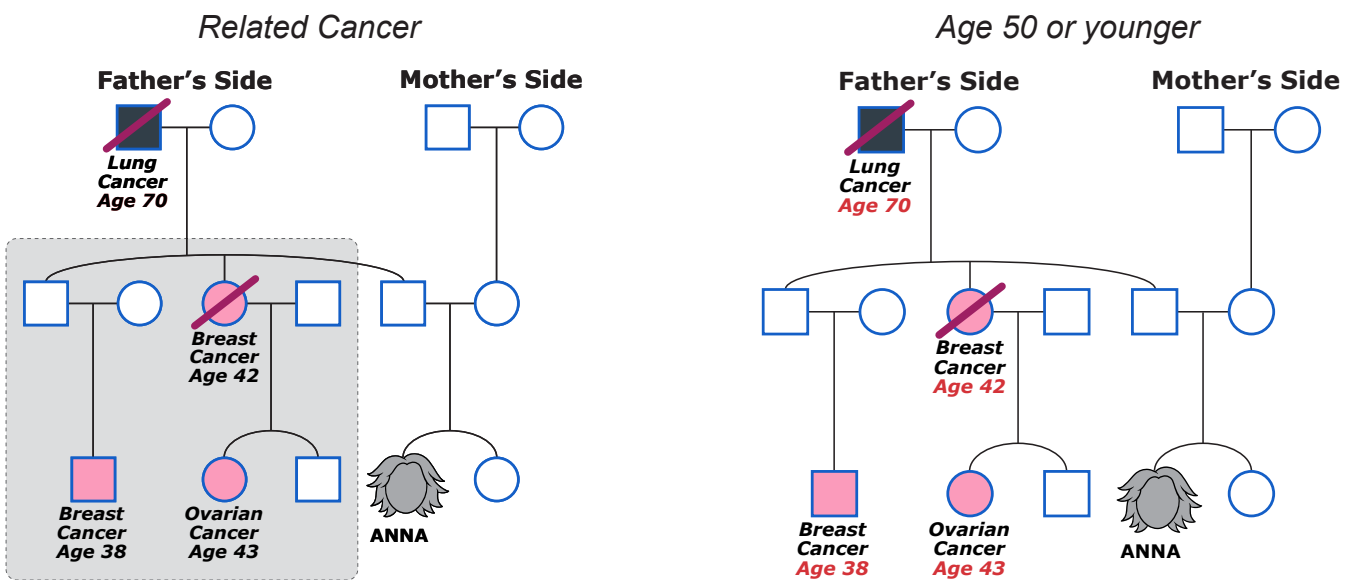 Related Cancer
Father's Side
Mother's Side
Lung
Cancer
Age 70
Breast
Cancer
Age 42
Breast
Cancer
Age 38
Ovarian
Cancer
Age 43
ANNA
Age 50 or younger
Father's Side
Mother's Side
Lung
Cancer
Age 70
Breast
Cancer
Age 42
Breast
Cancer
Age 38
Ovarian
Cancer
Age 43
ANNA